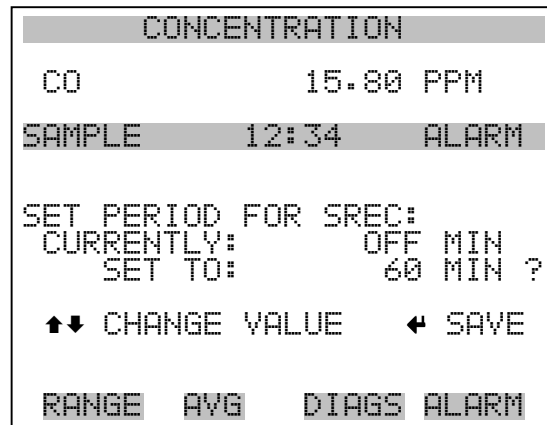 CONCENTRATION
CO 15.80 PPM
SAMPLE 12:34 ALARM
SET PERIOD FOR SREC:
CURRENTLY: OFF MIN
SET TO: 60 MIN ?
⬆⬇ CHANGE VALUE ↵ SAVE
RANGE AVG DIAGS ALARM